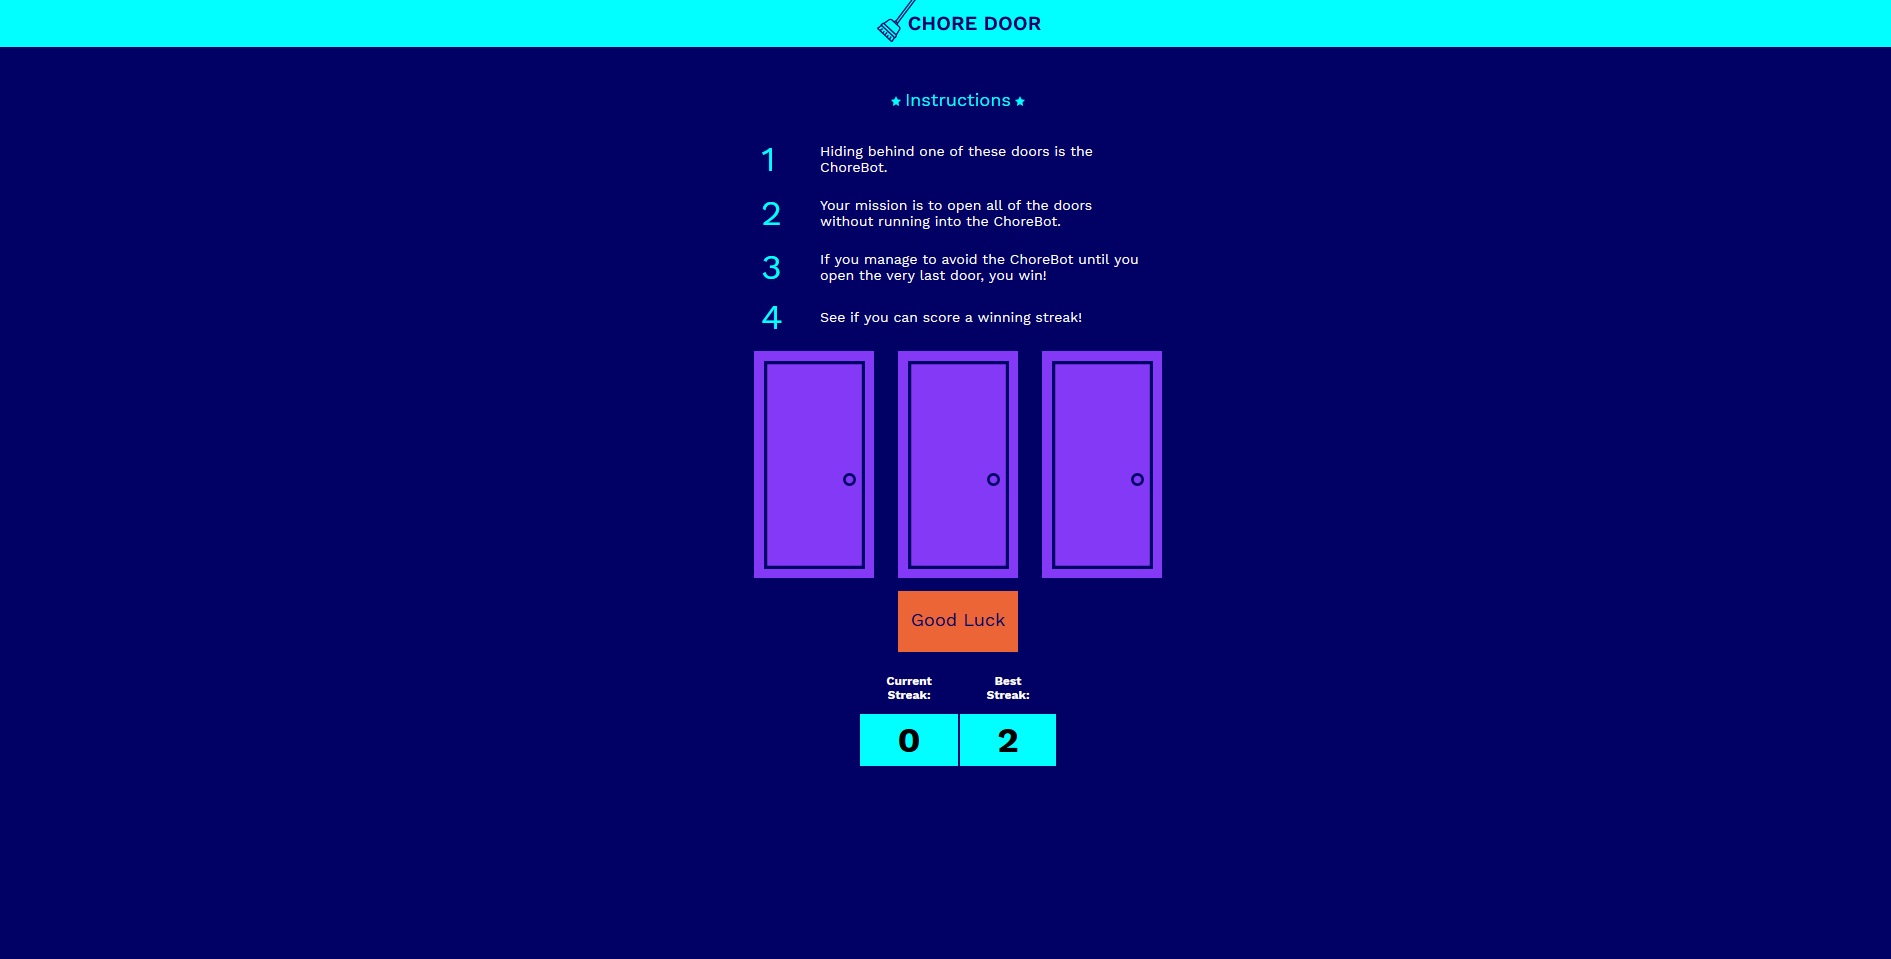 CHORE DOOR
Instructions
1
Hiding behind one of these doors is the
ChoreBot.
2
Your mission is to open all of the doors
without running into the ChoreBot.
3
If you manage to avoid the ChoreBot until you
open the very last door, you win!
4
See if you can score a winning streak!
Good Luck
Current
Streak:
Best
Streak:
0
2